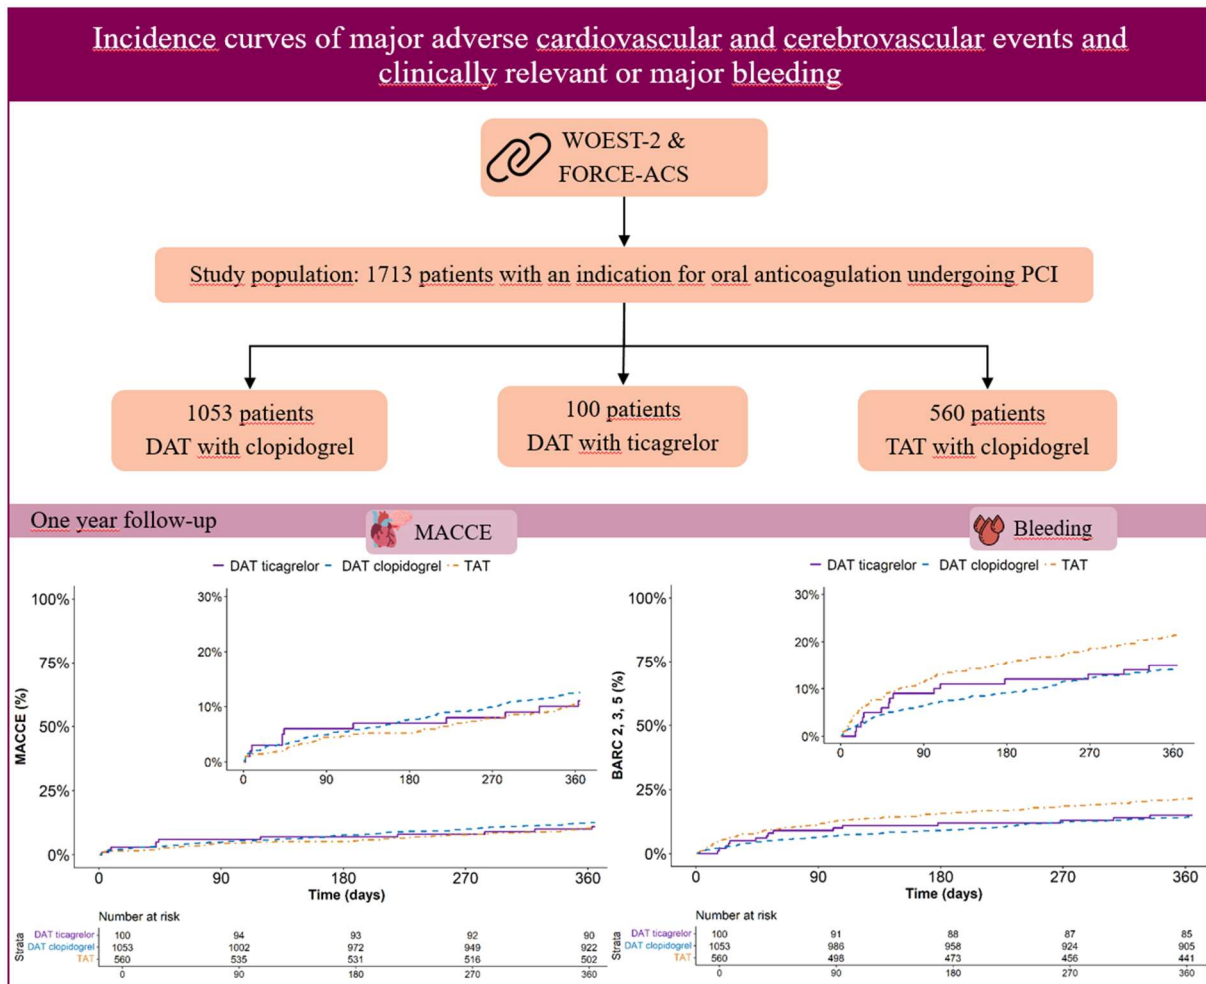 Incidence curves of major adverse cardiovascular and cerebrovascular events and
clinically relevant or major bleeding
WOEST-2 &
FORCE-ACS
Study population: 1713 patients with an indication for oral anticoagulation undergoing PCI
1053 patients
DAT with clopidogrel
100 patients
DAT with ticagrelor
560 patients
TAT with clopidogrel
One year follow-up
MACCE
DAT ticagrelor DAT clopidogrel TAT
100%
75%
50%
25%
0%
MACCE (%)
30%
20%
10%
0%
0 90 180 270 360
0 90 180 270 360
Time (days)
Number at risk
Strata
DAT ticagrelor 100 94 93 92 90
DAT clopidogrel 1053 1002 972 949 922
TAT 560 535 531 516 502
0 90 180 270 360
Bleeding
DAT ticagrelor DAT clopidogrel TAT
100%
75%
50%
25%
0%
BARC 2, 3, 5 (%)
30%
20%
10%
0%
0 90 180 270 360
0 90 180 270 360
Time (days)
Number at risk
Strata
DAT ticagrelor 100 91 88 87 85
DAT clopidogrel 1053 986 958 924 905
TAT 560 498 473 456 441
0 90 180 270 360